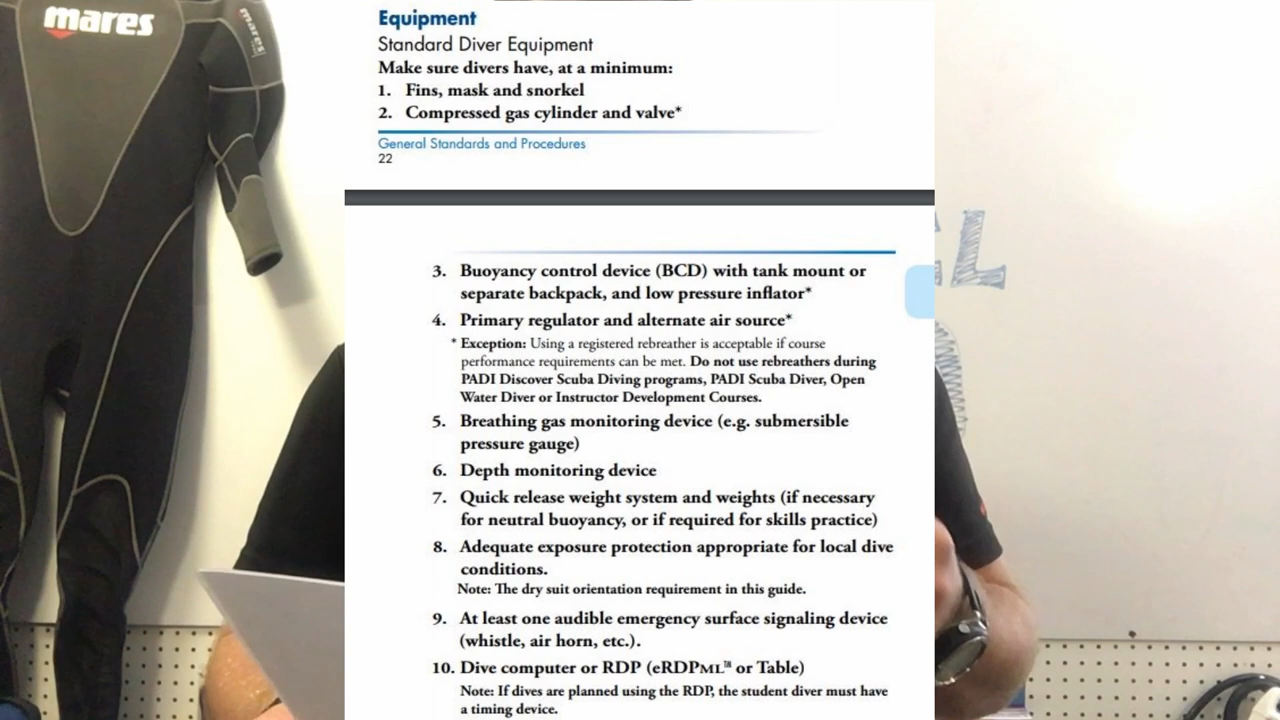 mares
mares
Equipment
Standard Diver Equipment
Make sure divers have, at a minimum:
1. Fins, mask and snorkel
2. Compressed gas cylinder and valve*
General Standards and Procedures
22
3. Buoyancy control device (BCD) with tank mount or
separate backpack, and low pressure inflator*
4. Primary regulator and alternate air source*
* Exception: Using a registered rebreather is acceptable if course
performance requirements can be met. Do not use rebreathers during
PADI Discover Scuba Diving programs, PADI Scuba Diver, Open
Water Diver or Instructor Development Courses.
5. Breathing gas monitoring device (e.g. submersible
pressure gauge)
6. Depth monitoring device
7. Quick release weight system and weights (if necessary
for neutral buoyancy, or if required for skills practice)
8. Adequate exposure protection appropriate for local dive
conditions.
Note: The dry suit orientation requirement in this guide.
9. At least one audible emergency surface signaling device
(whistle, air horn, etc.).
10. Dive computer or RDP (eRDPML™ or Table)
Note: If dives are planned using the RDP, the student diver must have
a timing device.